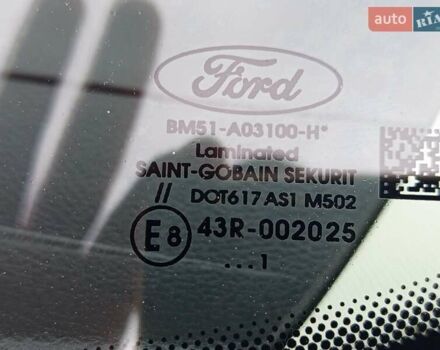 auto RIA
Ford
BM51-A03100-H*
Laminated
SAINT-GOBAIN SEKURIT
// DOT617 AS1 M502
E8 43R-002025
...1